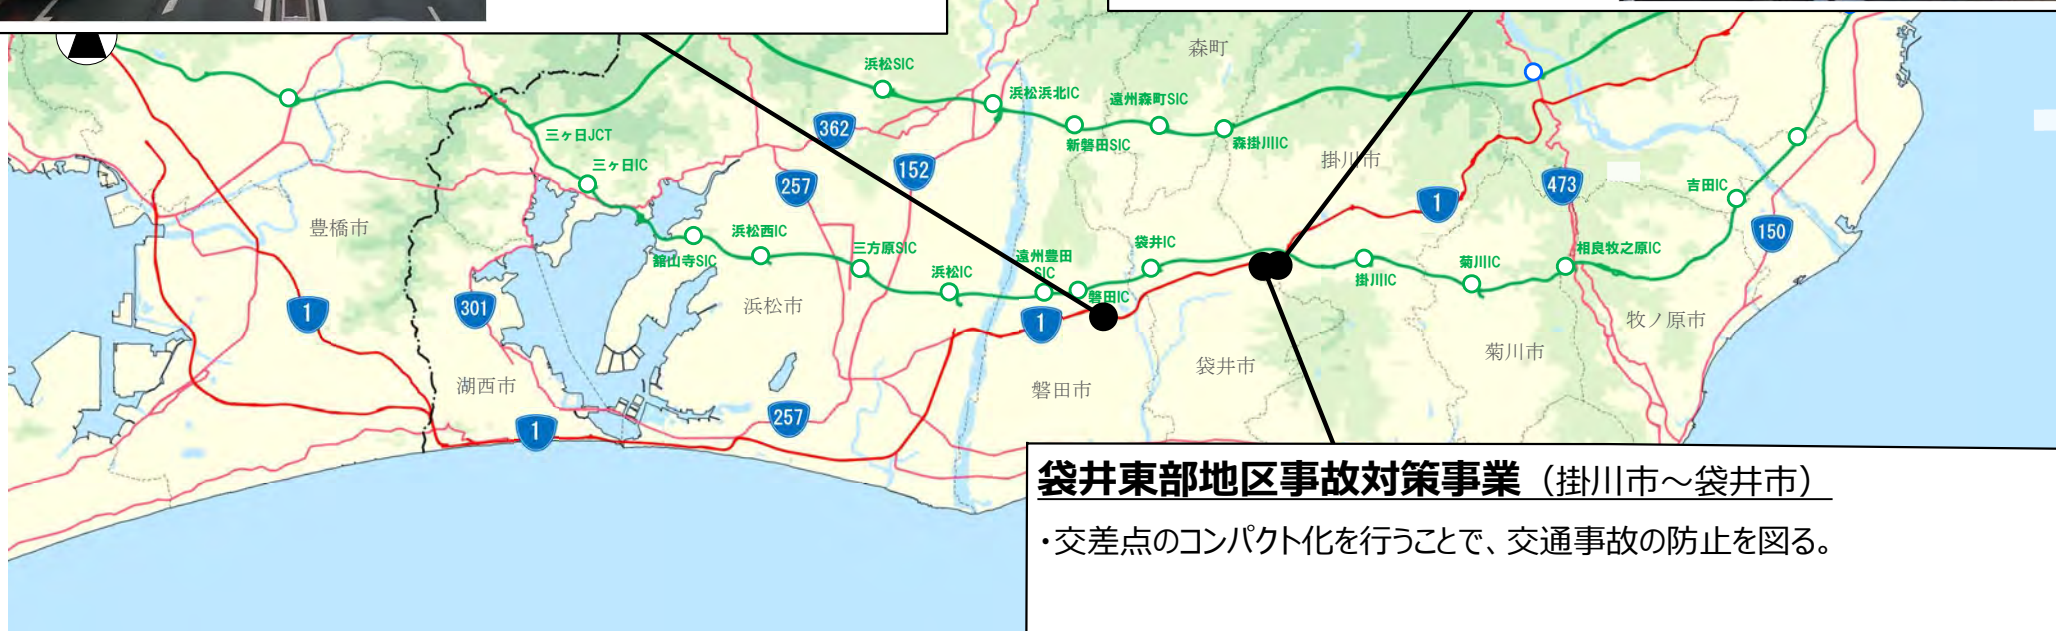 森町
浜松SIC
浜松浜北IC
遠州森町SIC
362
三ヶ日JCT
新磐田SIC
森掛川IC
掛川市
三ヶ日IC
152
257
473
吉田IC
1
豊橋市
浜松西IC
三方原SIC
袋井IC
150
舘山寺SIC
遠州豊田
SIC
浜松IC
磐田IC
掛川IC
菊川IC
相良牧之原IC
301
1
浜松市
1
牧ノ原市
菊川市
袋井市
湖西市
磐田市
257
1
袋井東部地区事故対策事業（掛川市～袋井市）
・交差点のコンパクト化を行うことで、交通事故の防止を図る。